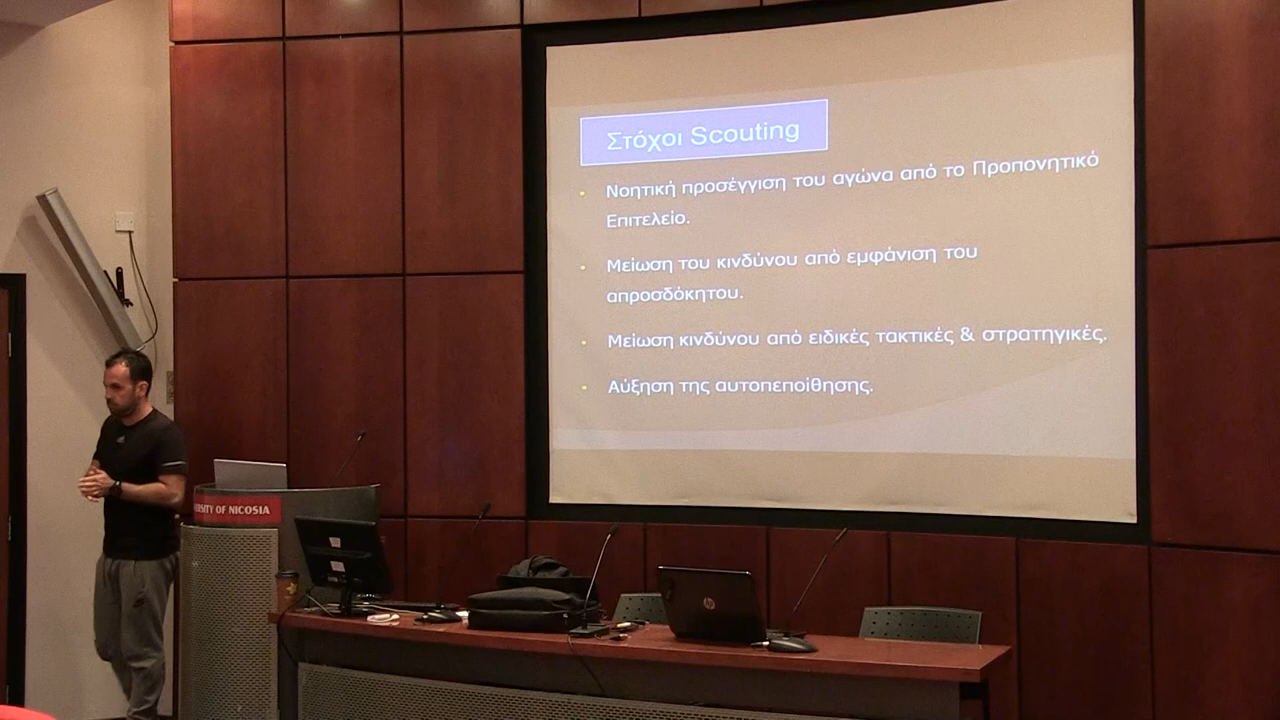 Στόχοι Scouting
Νοητική προσέγγιση του αγώνα από το Προπονητικό
Επιτελείο.
Μείωση του κινδύνου από εμφάνιση του
απροσδόκητου.
Μείωση κινδύνου από ειδικές τακτικές & στρατηγικές.
Αύξηση της αυτοπεποίθησης.
OF NICOSIA
hp